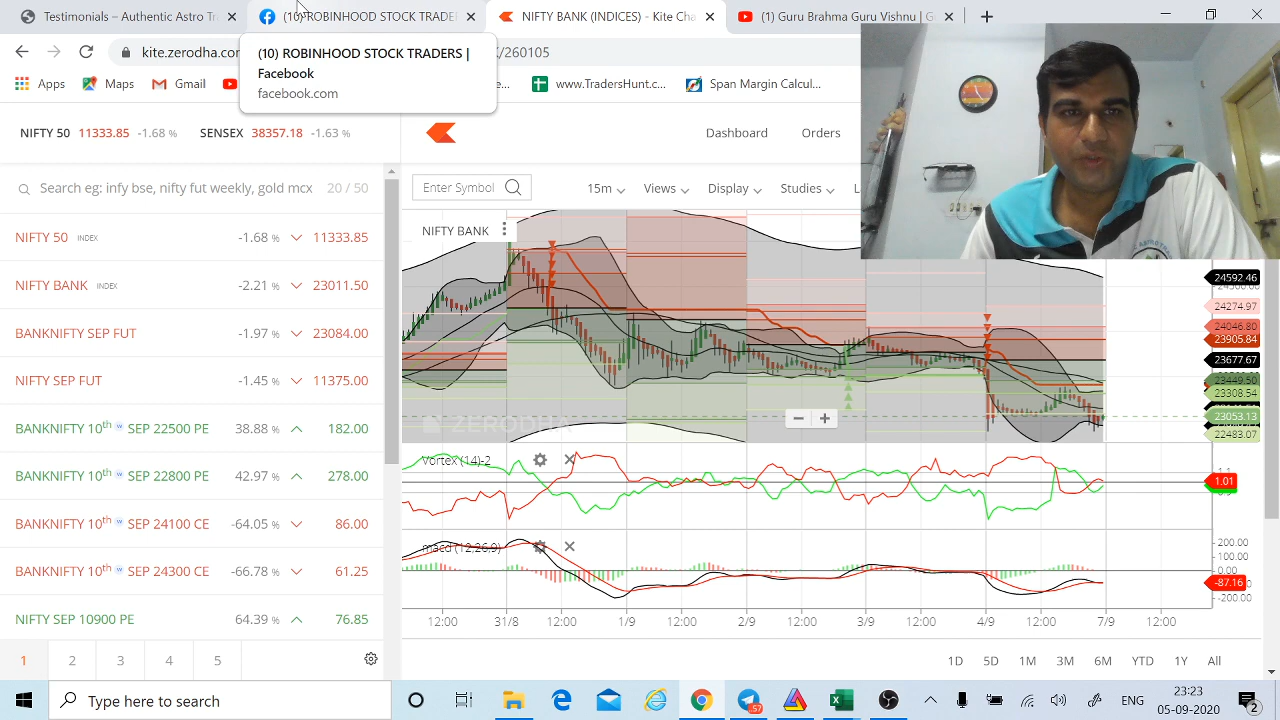 Testimonials - Authentic Astro Tr
(10) ROBINHOOD STOCK TRADER
NIFTY BANK (INDICES) - Kite Cha
(1) Guru Brahma Guru Vishnu | G
kite.zerodha.com
/260105
(10) ROBINHOOD STOCK TRADERS |
Facebook
facebook.com
Apps
Maps
Gmail
www.TradersHunt.c...
Span Margin Calcul...
NIFTY 50 11333.85 -1.68 %
SENSEX 38357.18 -1.63 %
Dashboard
Orders
Search eg: infy bse, nifty fut weekly, gold mcx
20 / 50
Enter Symbol
15m
Views
Display
Studies
NIFTY 50 INDEX -1.68 % 11333.85
NIFTY BANK INDEX -2.21 % 23011.50
BANKNIFTY SEP FUT -1.97 % 23084.00
NIFTY SEP FUT -1.45 % 11375.00
BANKNIFTY 10th w SEP 22500 PE 38.88 % 182.00
BANKNIFTY 10th w SEP 22800 PE 42.97 % 278.00
BANKNIFTY 10th w SEP 24100 CE -64.05 % 86.00
BANKNIFTY 10th w SEP 24300 CE -66.78 % 61.25
NIFTY SEP 10900 PE 64.39 % 76.85
1 2 3 4 5
NIFTY BANK
24592.46
24274.97
24046.80
23905.84
23677.67
23449.50
23308.54
23053.13
22483.07
ZERODHA
Vortex (14)-2
1.01
macd (12,26,9)
200.00
100.00
0.00
-87.16
-200.00
12:00 31/8 12:00 1/9 12:00 2/9 12:00 3/9 12:00 4/9 12:00 7/9 12:00
1D 5D 1M 3M 6M YTD 1Y All
Type here to search
57
ENG
23:23
05-09-2020
2